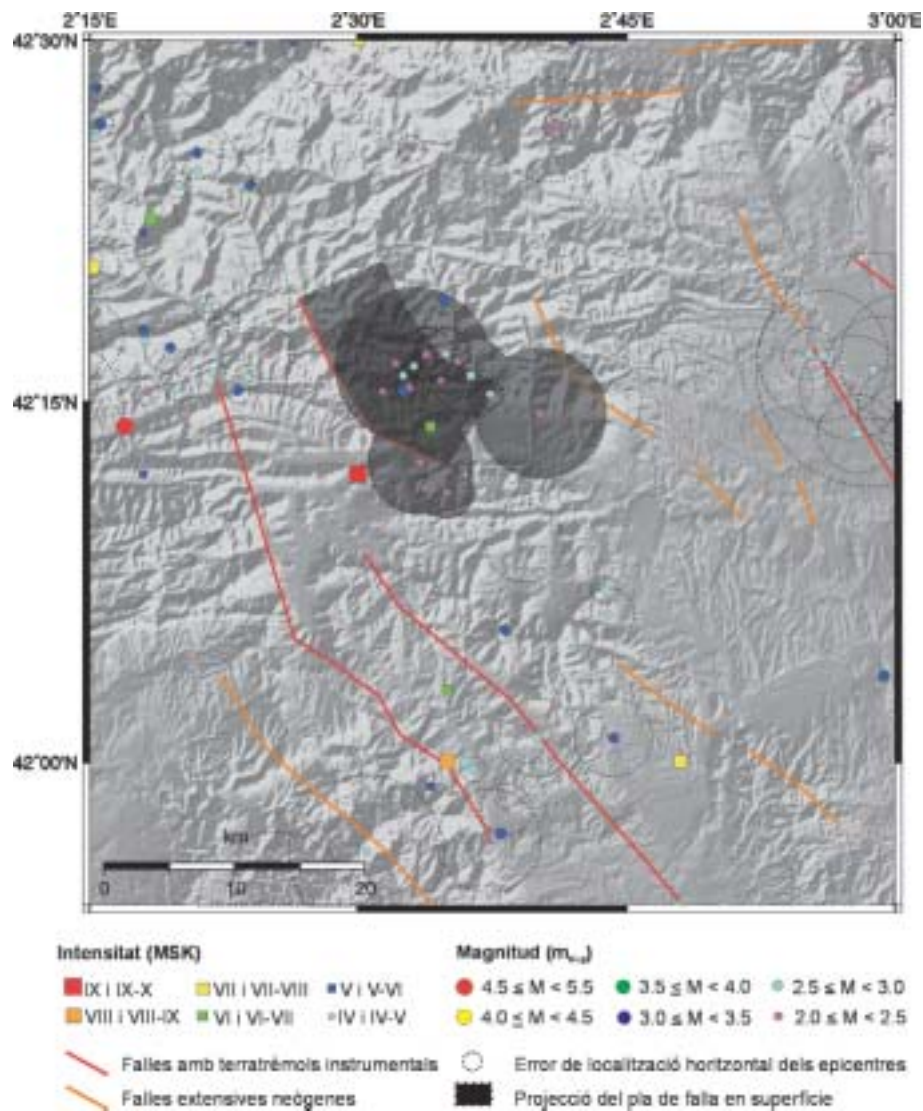 2°15'E 2°30'E 2°45'E 3°00'E
42°30'N
42°15'N
42°00'N
km
0 10 20
Intensitat (MSK)
IX i IX-X
VII i VII-VIII
V i V-VI
VIII i VIII-IX
VI i VI-VII
IV i IV-V
Magnitud (m
4.5 ≤ M < 5.5
3.5 ≤ M < 4.0
2.5 ≤ M < 3.0
4.0 ≤ M < 4.5
3.0 ≤ M < 3.5
2.0 ≤ M < 2.5
Falles amb terratrèmols instrumentals
Error de localització horitzontal dels epicentres
Falles extensives neògenes
Projecció del pla de falla en superfície